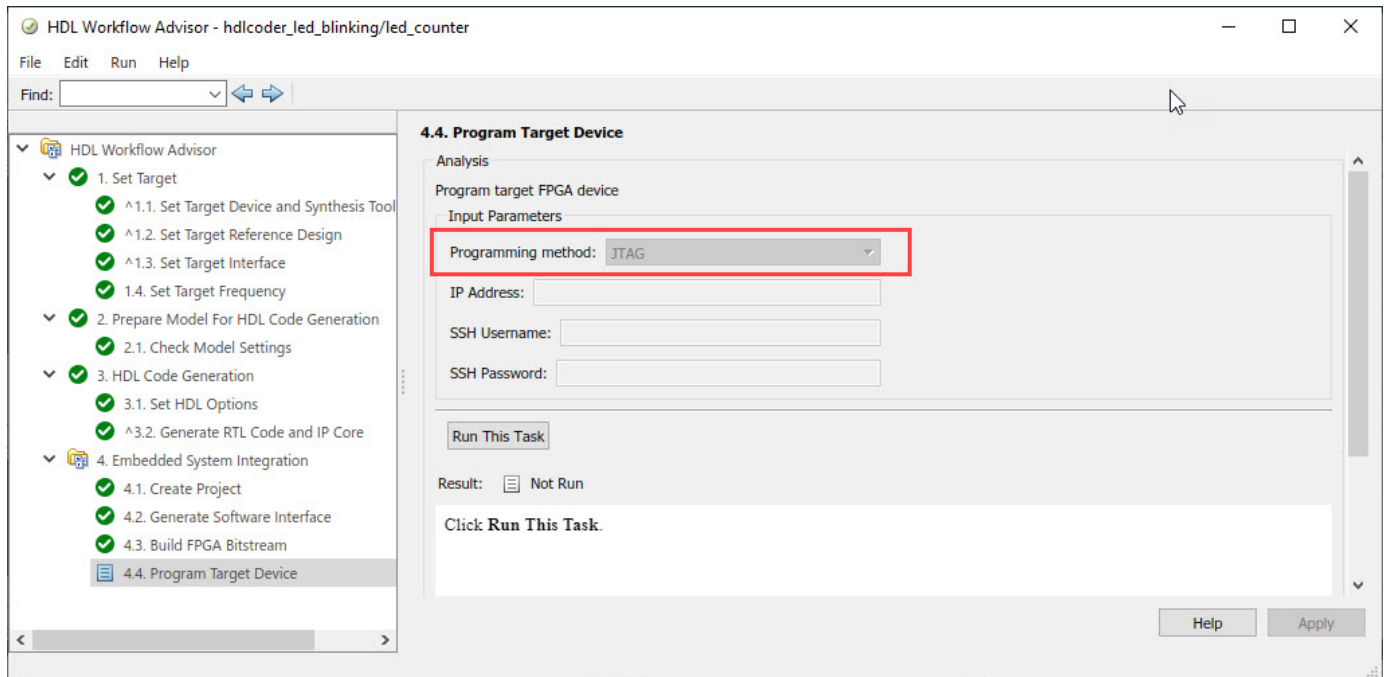 HDL Workflow Advisor - hdlcoder_led_blinking/led_counter
File Edit Run Help
Find:
HDL Workflow Advisor
1. Set Target
^1.1. Set Target Device and Synthesis Tool
^1.2. Set Target Reference Design
^1.3. Set Target Interface
1.4. Set Target Frequency
2. Prepare Model For HDL Code Generation
2.1. Check Model Settings
3. HDL Code Generation
3.1. Set HDL Options
^3.2. Generate RTL Code and IP Core
4. Embedded System Integration
4.1. Create Project
4.2. Generate Software Interface
4.3. Build FPGA Bitstream
4.4. Program Target Device
4.4. Program Target Device
Analysis
Program target FPGA device
Input Parameters
Programming method: JTAG
IP Address:
SSH Username:
SSH Password:
Run This Task
Result: Not Run
Click Run This Task.
Help Apply